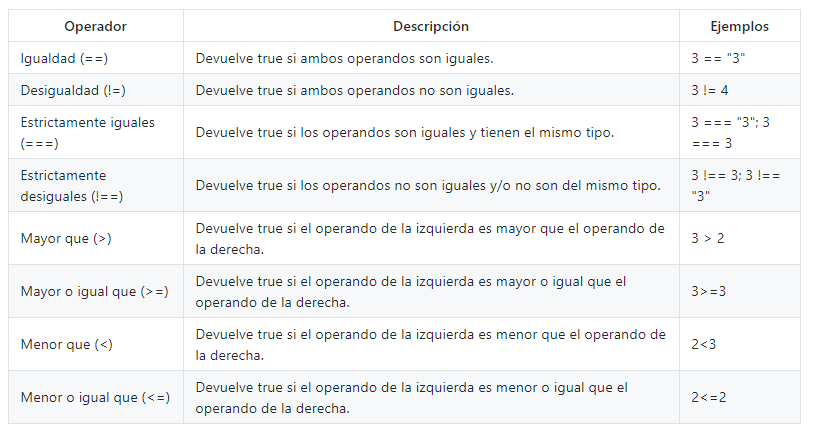 Operador Descripción Ejemplos
Igualdad (==) Devuelve true si ambos operandos son iguales. 3 == "3"
Desigualdad (!=) Devuelve true si ambos operandos no son iguales. 3 != 4
Estrictamente iguales
(===)
Devuelve true si los operandos son iguales y tienen el mismo tipo.
3 === "3"; 3
=== 3
Estrictamente
desiguales (!==)
Devuelve true si los operandos no son iguales y/o no son del mismo tipo.
3 !== 3; 3 !==
"3"
Mayor que (>)
Devuelve true si el operando de la izquierda es mayor que el operando de
la derecha.
3 > 2
Mayor o igual que (>=)
Devuelve true si el operando de la izquierda es mayor o igual que el
operando de la derecha.
3>=3
Menor que (<)
Devuelve true si el operando de la izquierda es menor que el operando de
la derecha.
2<3
Menor o igual que (<=)
Devuelve true si el operando de la izquierda es menor o igual que el
operando de la derecha.
2<=2